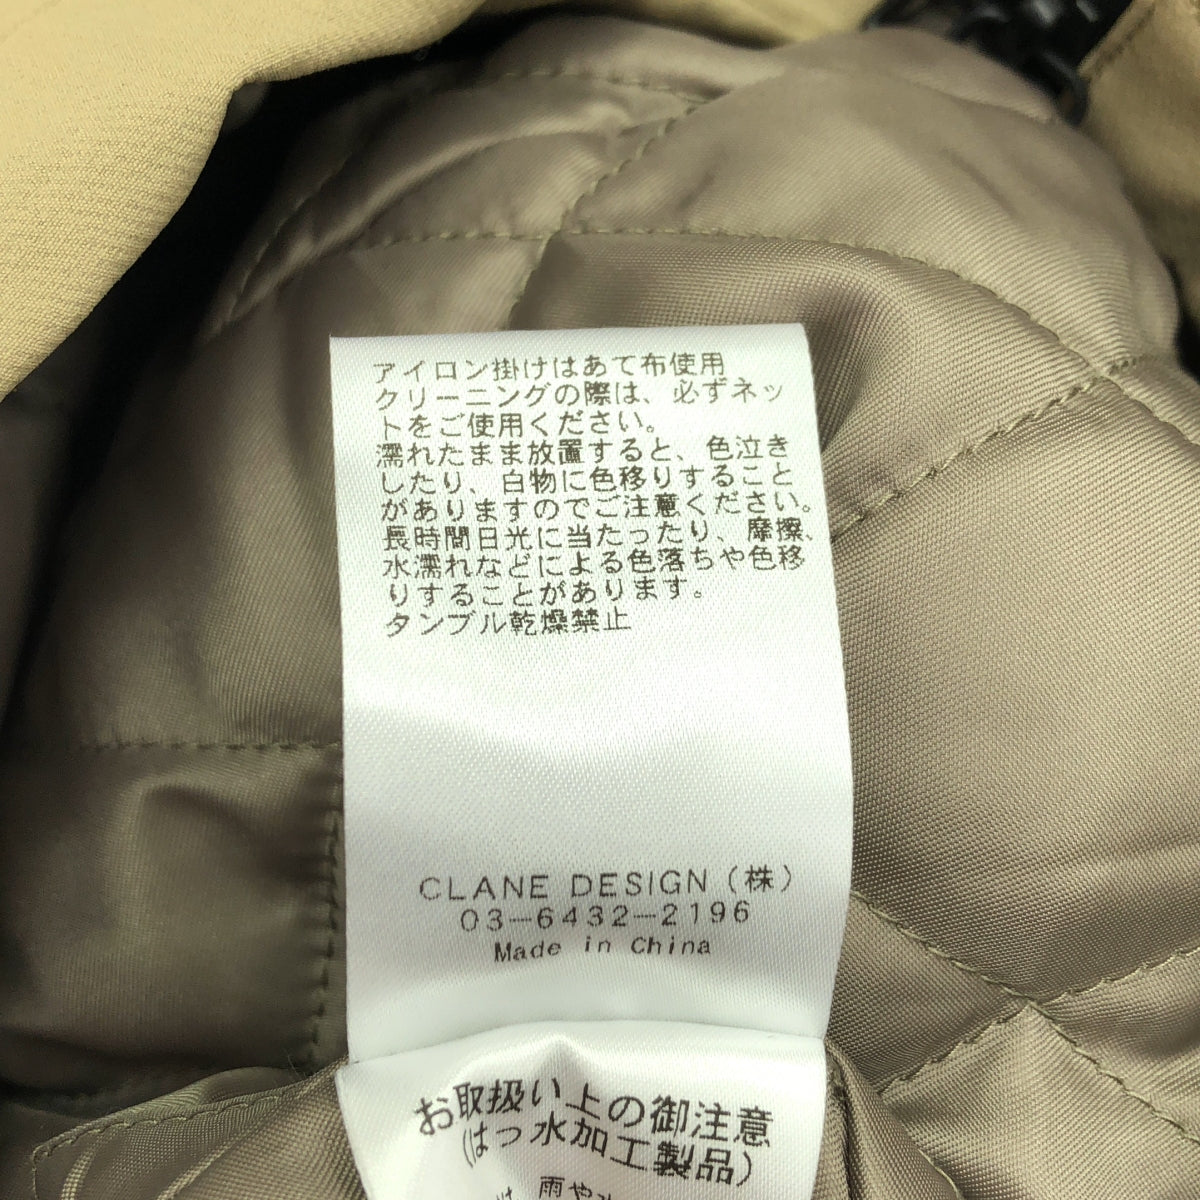 アイロン掛けはあて布使用
クリーニングの際は、必ずネッ
トをご使用ください。
濡れたまま放置すると、色泣き
したり、白物に色移りすること
がありますのでご注意ください。
長時間日光に当たったり、摩擦、
水濡れなどによる色落ちや色移
りすることがあります。
タンブル乾燥禁止
CLANE DESIGN(株)
03-6432-2196
Made in China
お取扱い上の御注意
(はっ水加工製品)
雨や